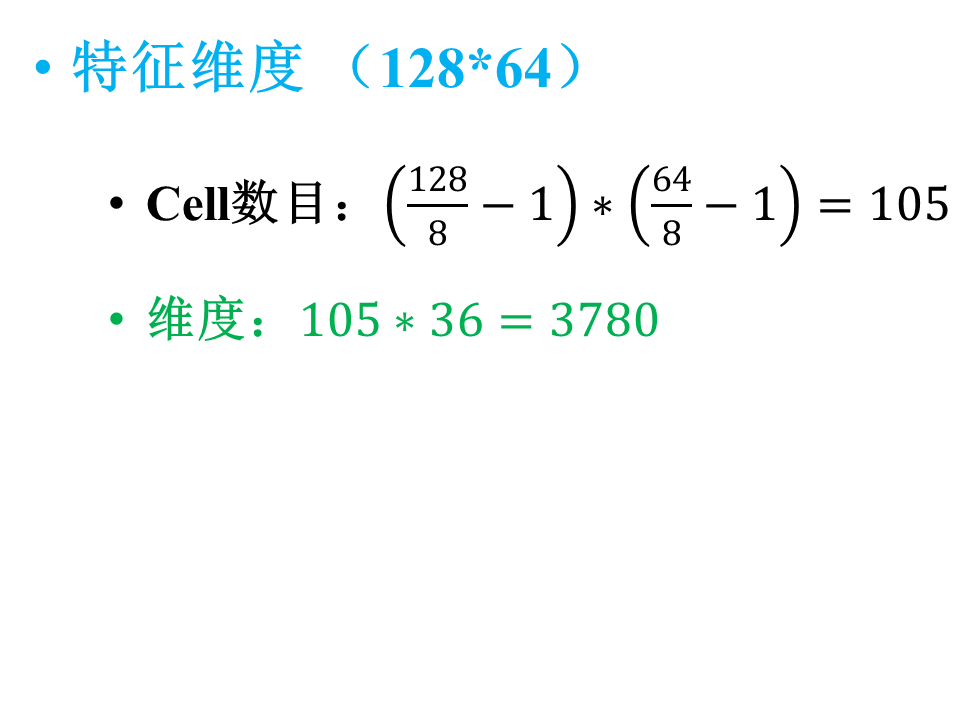 • 特征维度 （128*64）
• Cell数目：(128/8 − 1) ∗ (64/8 − 1) = 105
• 维度：105 ∗ 36 = 3780